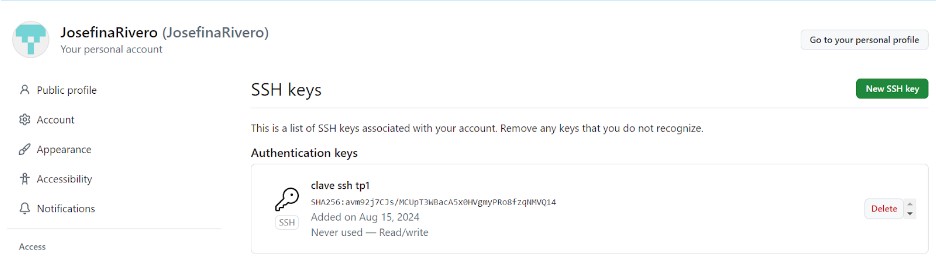 JosefinaRivero (JosefinaRivero)
Your personal account
Go to your personal profile
Public profile
Account
Appearance
Accessibility
Notifications
Access
SSH keys
New SSH key
This is a list of SSH keys associated with your account. Remove any keys that you do not recognize.
Authentication keys
clave ssh tp1
SHA256:avm92j7CJs/MCUpT3WBacA5x0HVgmyPRo8fzqNMVQ14
SSH
Added on Aug 15, 2024
Never used — Read/write
Delete